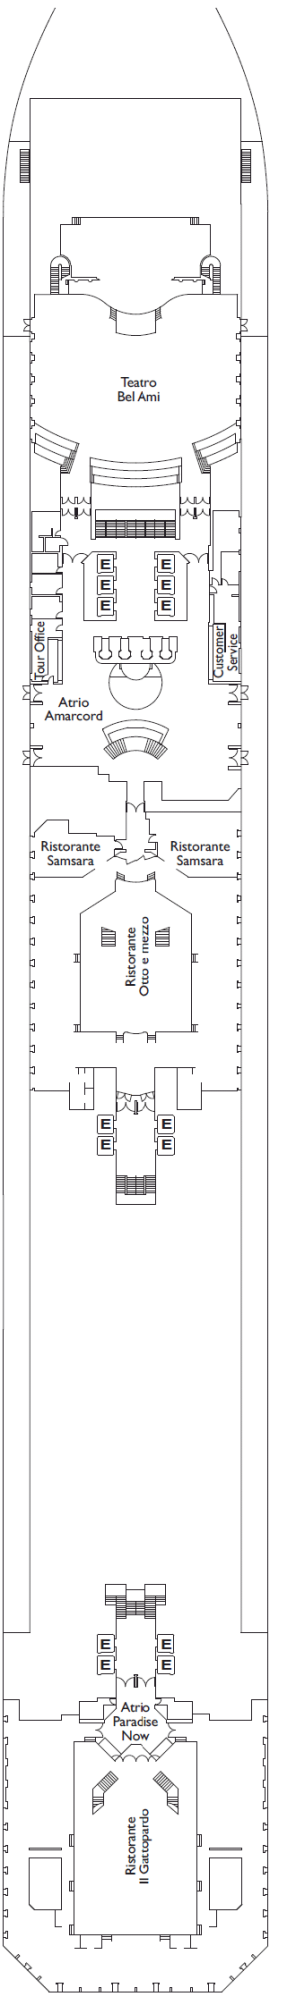 Teatro
Bel Ami
E
E
E
E
E
E
Tour Office
Customer
Service
Atrio
Amarcord
Ristorante
Samsara
Ristorante
Samsara
Ristorante
Otto e mezzo
E
E
E
E
E
E
E
E
Atrio
Paradise
Now
Ristorante
Il Gattopardo